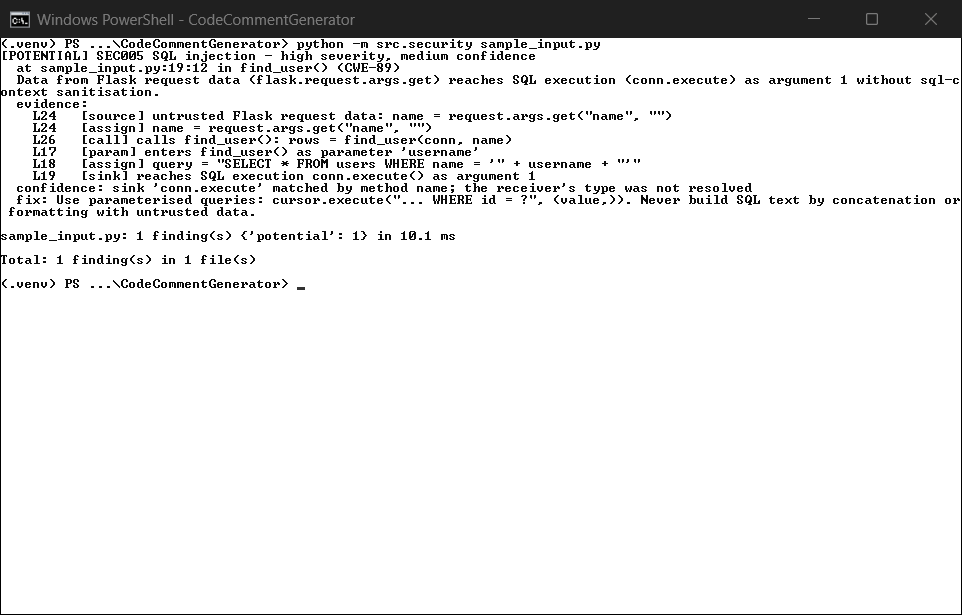 Windows PowerShell - CodeCommentGenerator
(.venv) PS ...\CodeCommentGenerator> python -m src.security sample_input.py
[POTENTIAL] SEC005 SQL injection - high severity, medium confidence
  at sample_input.py:19:12 in find_user() (CWE-89)
  Data from Flask request data (flask.request.args.get) reaches SQL execution (conn.execute) as argument 1 without sql-c
ontext sanitisation.
  evidence:
    L24   [source] untrusted Flask request data: name = request.args.get("name", "")
    L24   [assign] name = request.args.get("name", "")
    L26   [call] calls find_user(): rows = find_user(conn, name)
    L17   [param] enters find_user() as parameter 'username'
    L18   [assign] query = "SELECT * FROM users WHERE name = '" + username + "'"
    L19   [sink] reaches SQL execution conn.execute() as argument 1
  confidence: sink 'conn.execute' matched by method name; the receiver's type was not resolved
  fix: Use parameterised queries: cursor.execute("... WHERE id = ?", (value,)). Never build SQL text by concatenation or
 formatting with untrusted data.
sample_input.py: 1 finding(s) {'potential': 1} in 10.1 ms
Total: 1 finding(s) in 1 file(s)
(.venv) PS ...\CodeCommentGenerator> _